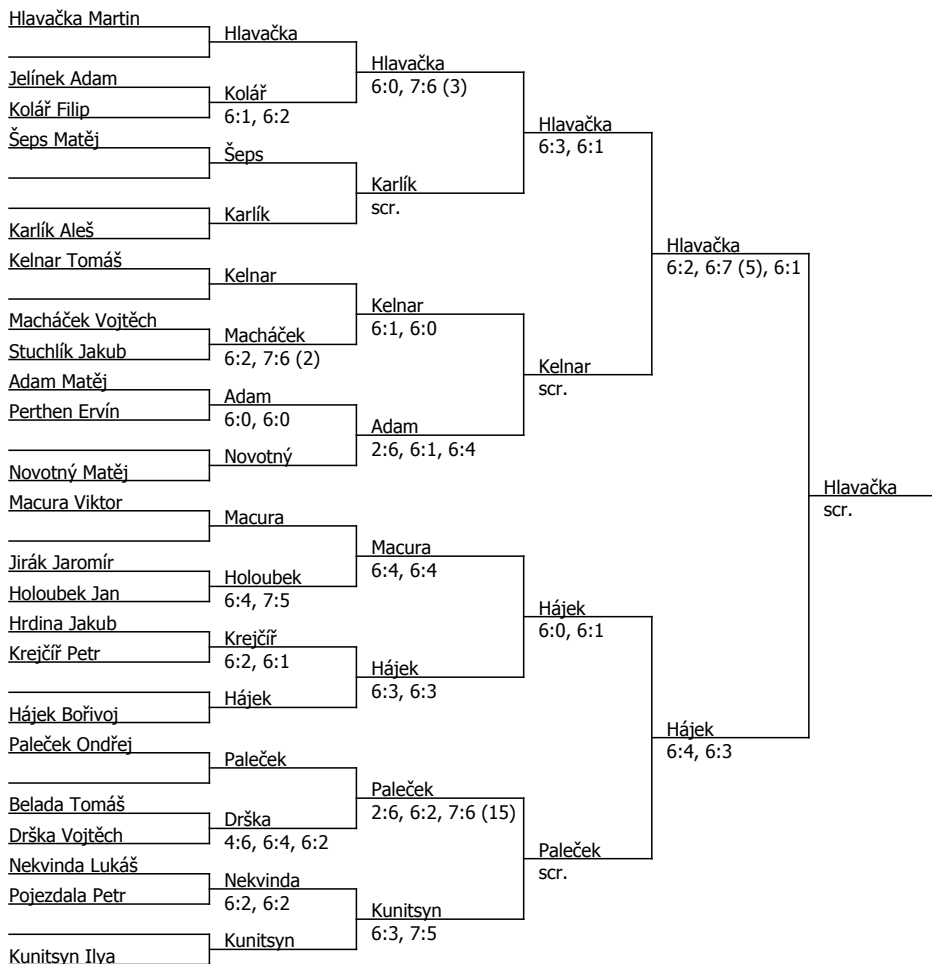 Hlavačka Martin
Jelínek Adam
Kolář Filip
Šeps Matěj
Karlík Aleš
Kelnar Tomáš
Macháček Vojtěch
Stuchlík Jakub
Adam Matěj
Perthen Ervín
Novotný Matěj
Macura Viktor
Jirák Jaromír
Holoubek Jan
Hrdina Jakub
Krejčíř Petr
Hájek Bořivoj
Paleček Ondřej
Belada Tomáš
Drška Vojtěch
Nekvinda Lukáš
Pojezdala Petr
Kunitsyn Ilya
Hlavačka
Kolář
6:1, 6:2
Šeps
Karlík
Kelnar
Macháček
6:2, 7:6 (2)
Adam
6:0, 6:0
Novotný
Macura
Holoubek
6:4, 7:5
Krejčíř
6:2, 6:1
Hájek
Paleček
Drška
4:6, 6:4, 6:2
Nekvinda
6:2, 6:2
Kunitsyn
Hlavačka
6:0, 7:6 (3)
Karlík
scr.
Kelnar
6:1, 6:0
Adam
2:6, 6:1, 6:4
Macura
6:4, 6:4
Hájek
6:3, 6:3
Paleček
2:6, 6:2, 7:6 (15)
Kunitsyn
6:3, 7:5
Hlavačka
6:3, 6:1
Kelnar
scr.
Hájek
6:0, 6:1
Paleček
scr.
Hlavačka
6:2, 6:7 (5), 6:1
Hájek
6:4, 6:3
Hlavačka
scr.